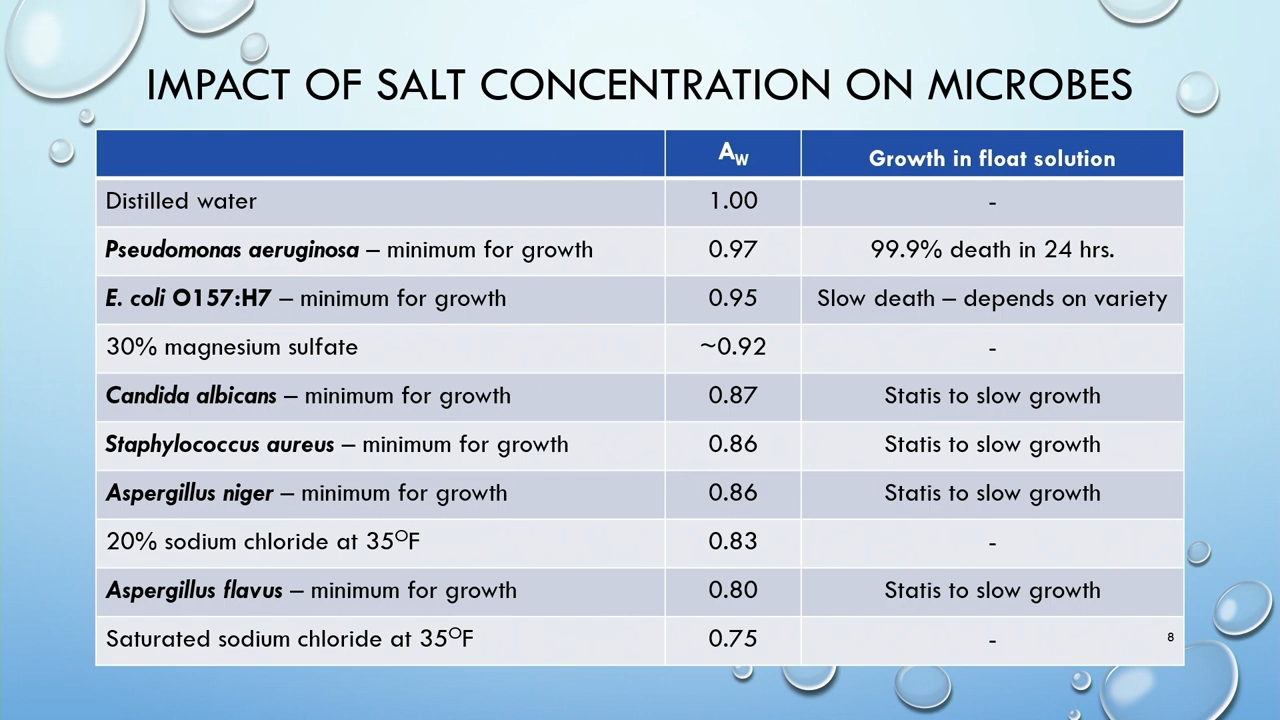 IMPACT OF SALT CONCENTRATION ON MICROBES
A_W Growth in float solution
Distilled water 1.00 -
Pseudomonas aeruginosa – minimum for growth 0.97 99.9% death in 24 hrs.
E. coli O157:H7 – minimum for growth 0.95 Slow death – depends on variety
30% magnesium sulfate ~0.92 -
Candida albicans – minimum for growth 0.87 Statis to slow growth
Staphylococcus aureus – minimum for growth 0.86 Statis to slow growth
Aspergillus niger – minimum for growth 0.86 Statis to slow growth
20% sodium chloride at 35ᴼF 0.83 -
Aspergillus flavus – minimum for growth 0.80 Statis to slow growth
Saturated sodium chloride at 35ᴼF 0.75 - 8